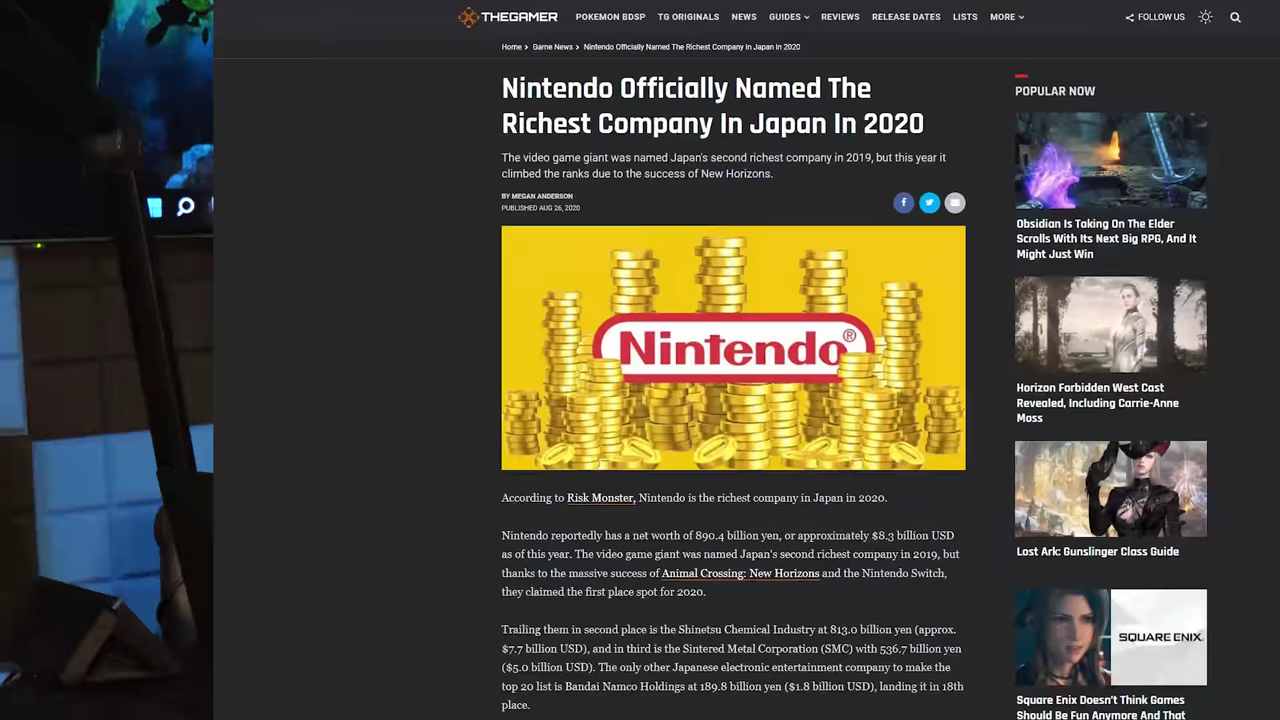 THEGAMER
POKEMON BDSP
TG ORIGINALS
NEWS
GUIDES
REVIEWS
RELEASE DATES
LISTS
MORE
FOLLOW US
Home > Game News > Nintendo Officially Named The Richest Company In Japan In 2020
Nintendo Officially Named The
Richest Company In Japan In 2020
The video game giant was named Japan's second richest company in 2019, but this year it
climbed the ranks due to the success of New Horizons.
BY MEGAN ANDERSON
PUBLISHED AUG 26, 2020
Nintendo®
According to Risk Monster, Nintendo is the richest company in Japan in 2020.
Nintendo reportedly has a net worth of 890.4 billion yen, or approximately $8.3 billion USD
as of this year. The video game giant was named Japan's second richest company in 2019, but
thanks to the massive success of Animal Crossing: New Horizons and the Nintendo Switch,
they claimed the first place spot for 2020.
Trailing them in second place is the Shinetsu Chemical Industry at 813.0 billion yen (approx.
$7.7 billion USD), and in third is the Sintered Metal Corporation (SMC) with 536.7 billion yen
($5.0 billion USD). The only other Japanese electronic entertainment company to make the
top 20 list is Bandai Namco Holdings at 189.8 billion yen ($1.8 billion USD), landing it in 18th
place.
POPULAR NOW
Obsidian Is Taking On The Elder
Scrolls With Its Next Big RPG, And It
Might Just Win
Horizon Forbidden West Cast
Revealed, Including Carrie-Anne
Moss
Lost Ark: Gunslinger Class Guide
SQUARE ENIX
Square Enix Doesn't Think Games
Should Be Fun Anymore And That